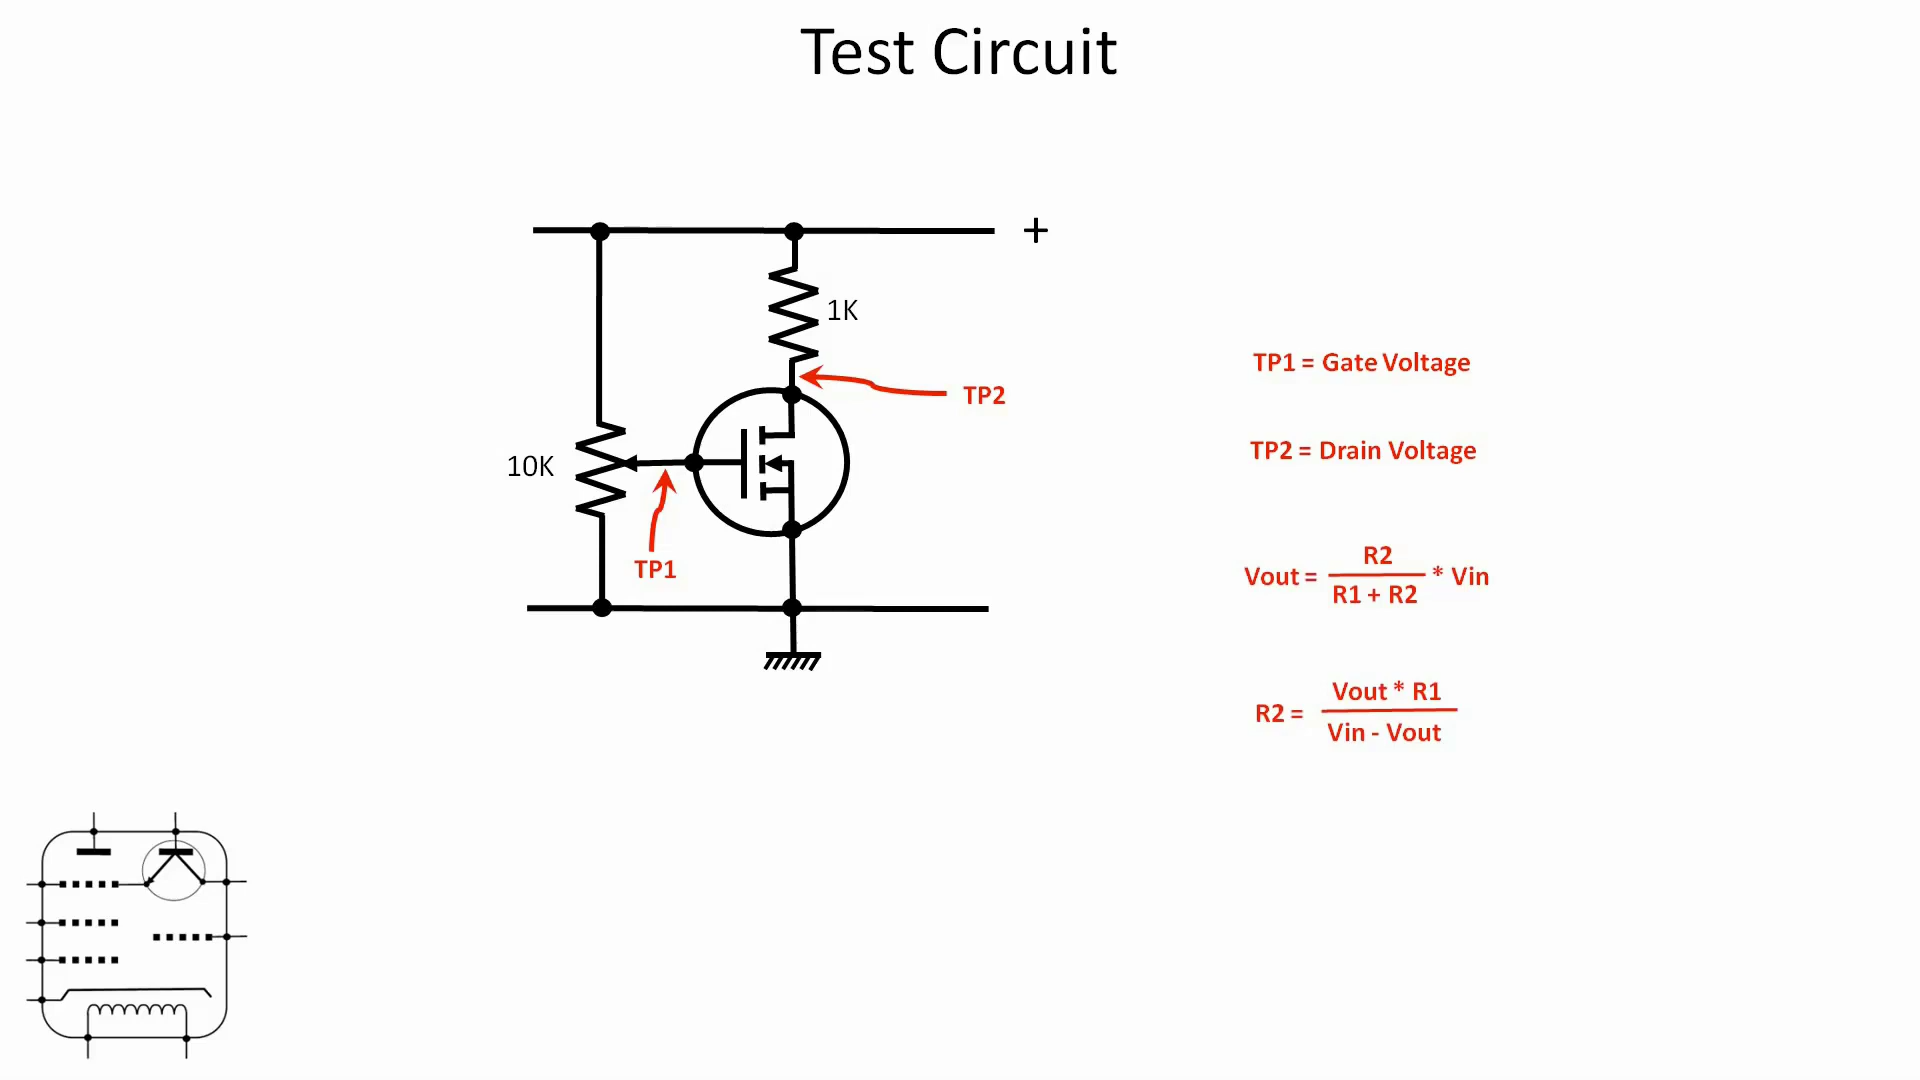 Test Circuit
+
1K
TP2
10K
TP1
TP1 = Gate Voltage
TP2 = Drain Voltage
Vout = R2 / R1 + R2 * Vin
R2 = Vout * R1 / Vin - Vout